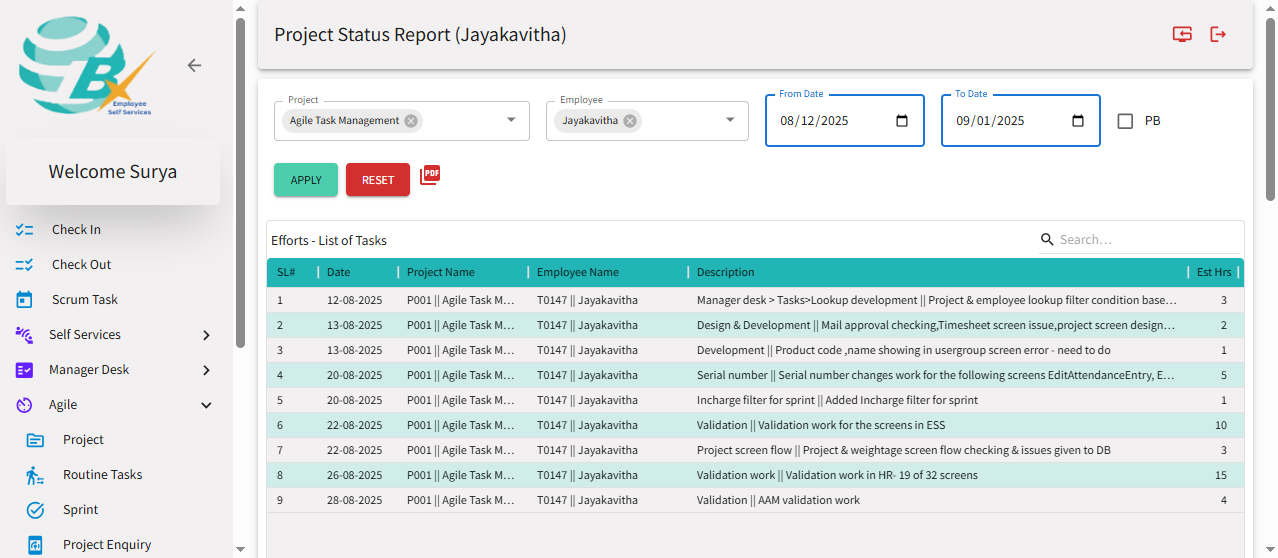 TBX
Employee
Self Services
Welcome Surya
Check In
Check Out
Scrum Task
Self Services
Manager Desk
Agile
Project
Routine Tasks
Sprint
Project Enquiry
Project Status Report (Jayakavitha)
Project
Agile Task Management
Employee
Jayakavitha
From Date
08/12/2025
To Date
09/01/2025
PB
APPLY
RESET
PDF
Efforts - List of Tasks
Search…
SL# Date Project Name Employee Name Description Est Hrs
1 12-08-2025 P001 || Agile Task M… T0147 || Jayakavitha Manager desk > Tasks>Lookup development || Project & employee lookup filter condition base… 3
2 13-08-2025 P001 || Agile Task M… T0147 || Jayakavitha Design & Development || Mail approval checking,Timesheet screen issue,project screen design… 2
3 13-08-2025 P001 || Agile Task M… T0147 || Jayakavitha Development || Product code ,name showing in usergroup screen error - need to do 1
4 20-08-2025 P001 || Agile Task M… T0147 || Jayakavitha Serial number || Serial number changes work for the following screens EditAttendanceEntry, E… 5
5 20-08-2025 P001 || Agile Task M… T0147 || Jayakavitha Incharge filter for sprint || Added Incharge filter for sprint 1
6 22-08-2025 P001 || Agile Task M… T0147 || Jayakavitha Validation || Validation work for the screens in ESS 10
7 22-08-2025 P001 || Agile Task M… T0147 || Jayakavitha Project screen flow || Project & weightage screen flow checking & issues given to DB 3
8 26-08-2025 P001 || Agile Task M… T0147 || Jayakavitha Validation work || Validation work in HR- 19 of 32 screens 15
9 28-08-2025 P001 || Agile Task M… T0147 || Jayakavitha Validation || AAM validation work 4